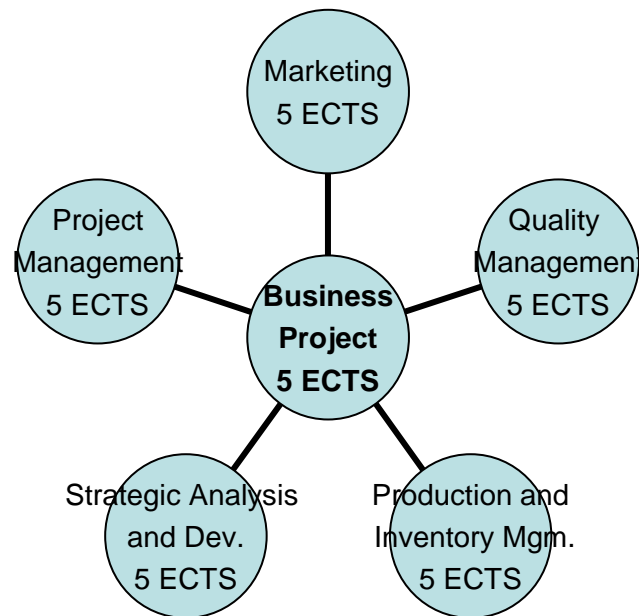 Marketing
5 ECTS
Project
Management
5 ECTS
Quality
Management
5 ECTS
Business
Project
5 ECTS
Strategic Analysis
and Dev.
5 ECTS
Production and
Inventory Mgm.
5 ECTS